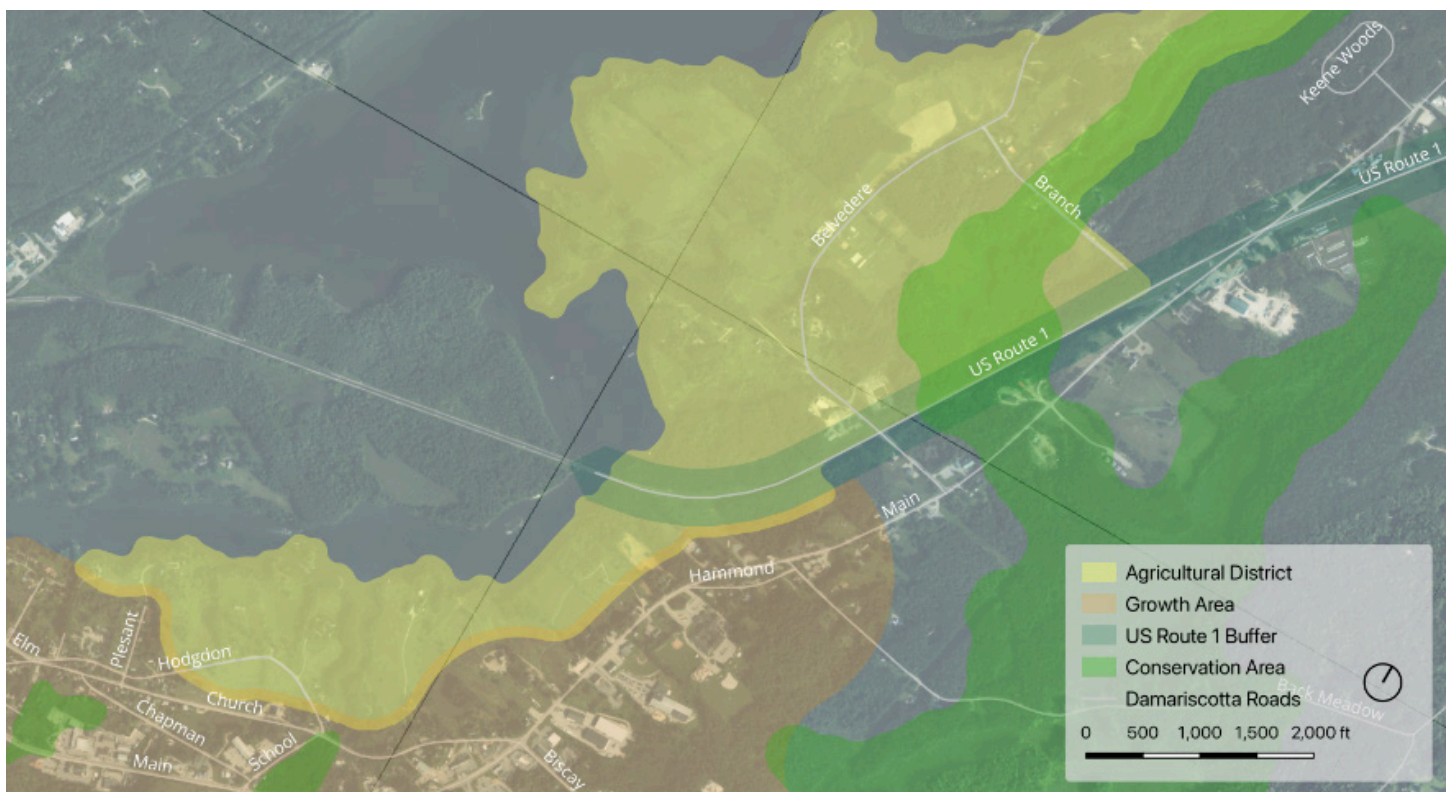 Keene Woods
US Route 1
Belvedere
Branch
US Route 1
Main
Hammond
Plesant
Elm
Hodgdon
Church
Chapman
School
Main
Biscay
Back Meadow
Agricultural District
Growth Area
US Route 1 Buffer
Conservation Area
Damariscotta Roads
0 500 1,000 1,500 2,000 ft